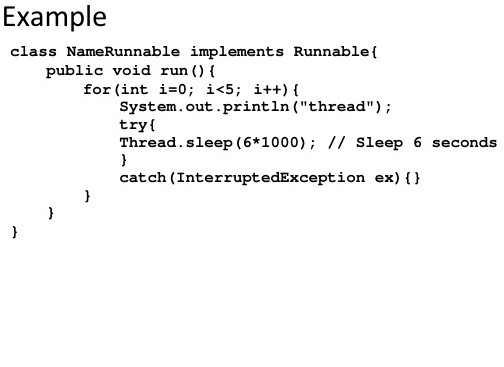 Example
class NameRunnable implements Runnable{
public void run(){
for(int i=0; i<5; i++){
System.out.println("thread");
try{
Thread.sleep(6*1000); // Sleep 6 seconds
}
catch(InterruptedException ex){}
}
}
}